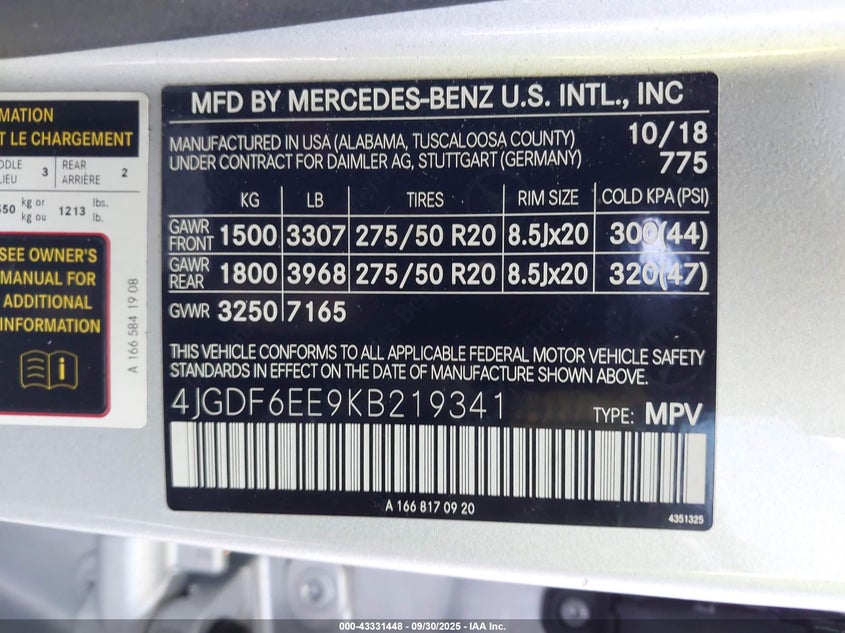 MATION
T LE CHARGEMENT
DDLE
LIEU 3 REAR
ARRIÈRE 2
550 kg or
kg ou 1213 lbs.
lb.
SEE OWNER'S
MANUAL FOR
ADDITIONAL
INFORMATION
A 166 584 19 08
MFD BY MERCEDES-BENZ U.S. INTL., INC
MANUFACTURED IN USA (ALABAMA, TUSCALOOSA COUNTY) 10/18
UNDER CONTRACT FOR DAIMLER AG, STUTTGART (GERMANY) 775
KG LB TIRES RIM SIZE COLD KPA(PSI)
GAWR
FRONT 1500 3307 275/50 R20 8.5Jx20 300(44)
GAWR
REAR 1800 3968 275/50 R20 8.5Jx20 320(47)
GVWR 3250 7165
THIS VEHICLE CONFORMS TO ALL APPLICABLE FEDERAL MOTOR VEHICLE SAFETY
STANDARDS IN EFFECT ON THE DATE OF MANUFACTURE SHOWN ABOVE.
4JGDF6EE9KB219341 TYPE: MPV
A 166 817 09 20
4351325
000-43331448 - 09/30/2025 - IAA Inc.